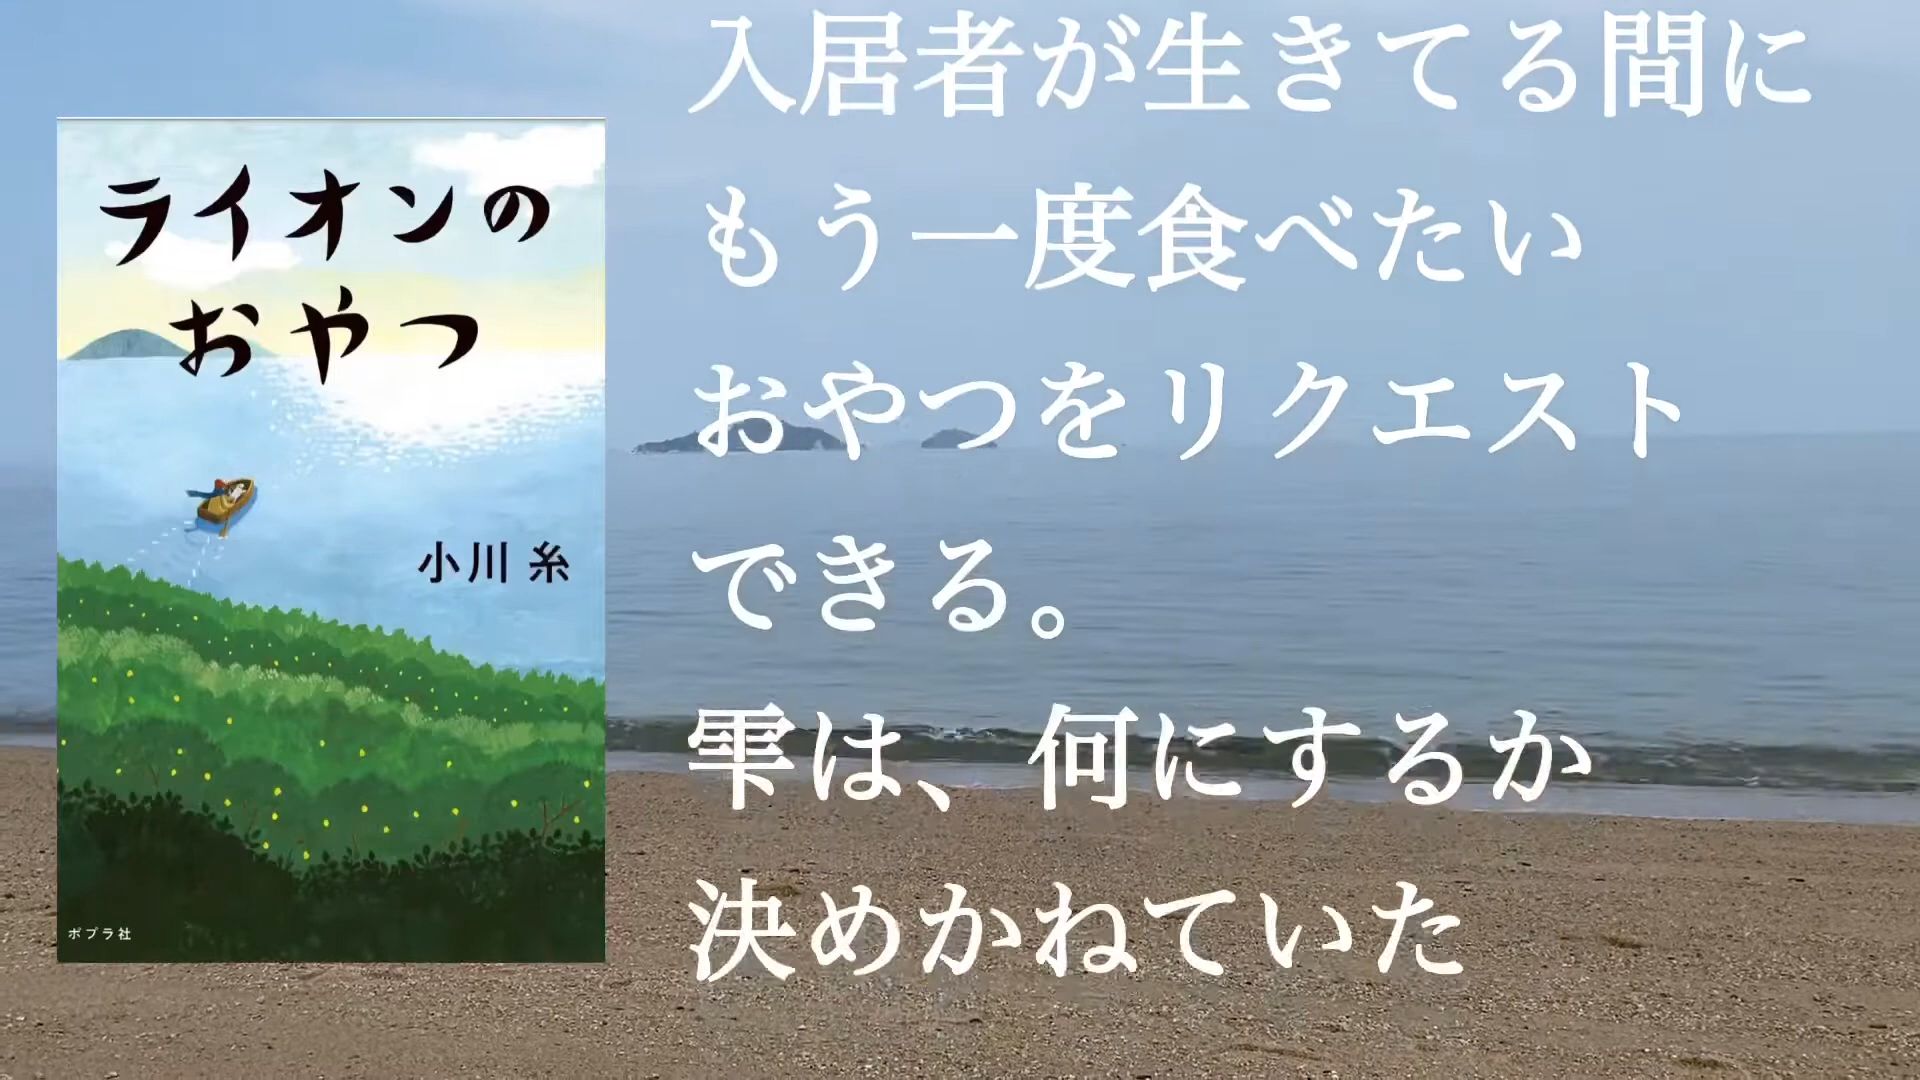 ライオンの
おやつ
小川 糸
ポプラ社
入居者が生きてる間に
もう一度食べたい
おやつをリクエスト
できる。
雫は、何にするか
決めかねていた